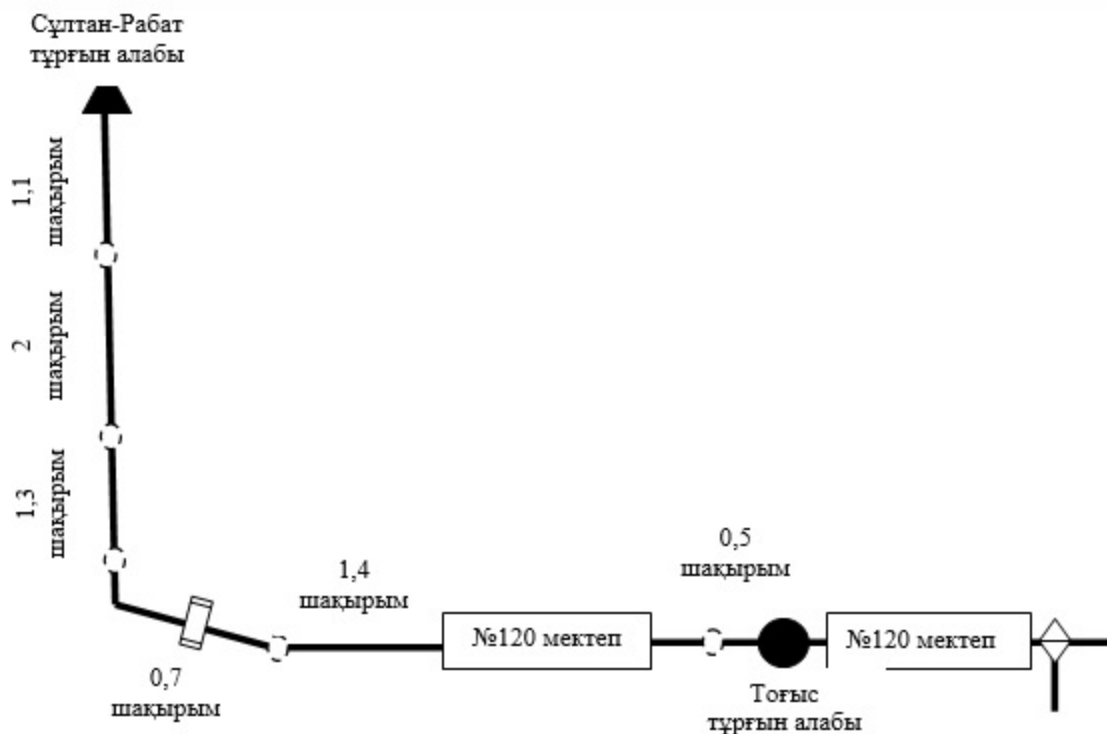 Сұлтан-Рабат
тұрғын алабы
1,1
шақырым
2
шақырым
1,3
шақырым
0,5
шақырым
1,4
шақырым
№120 мектеп
№120 мектеп
0,7
шақырым
Тоғыс
тұрғын алабы